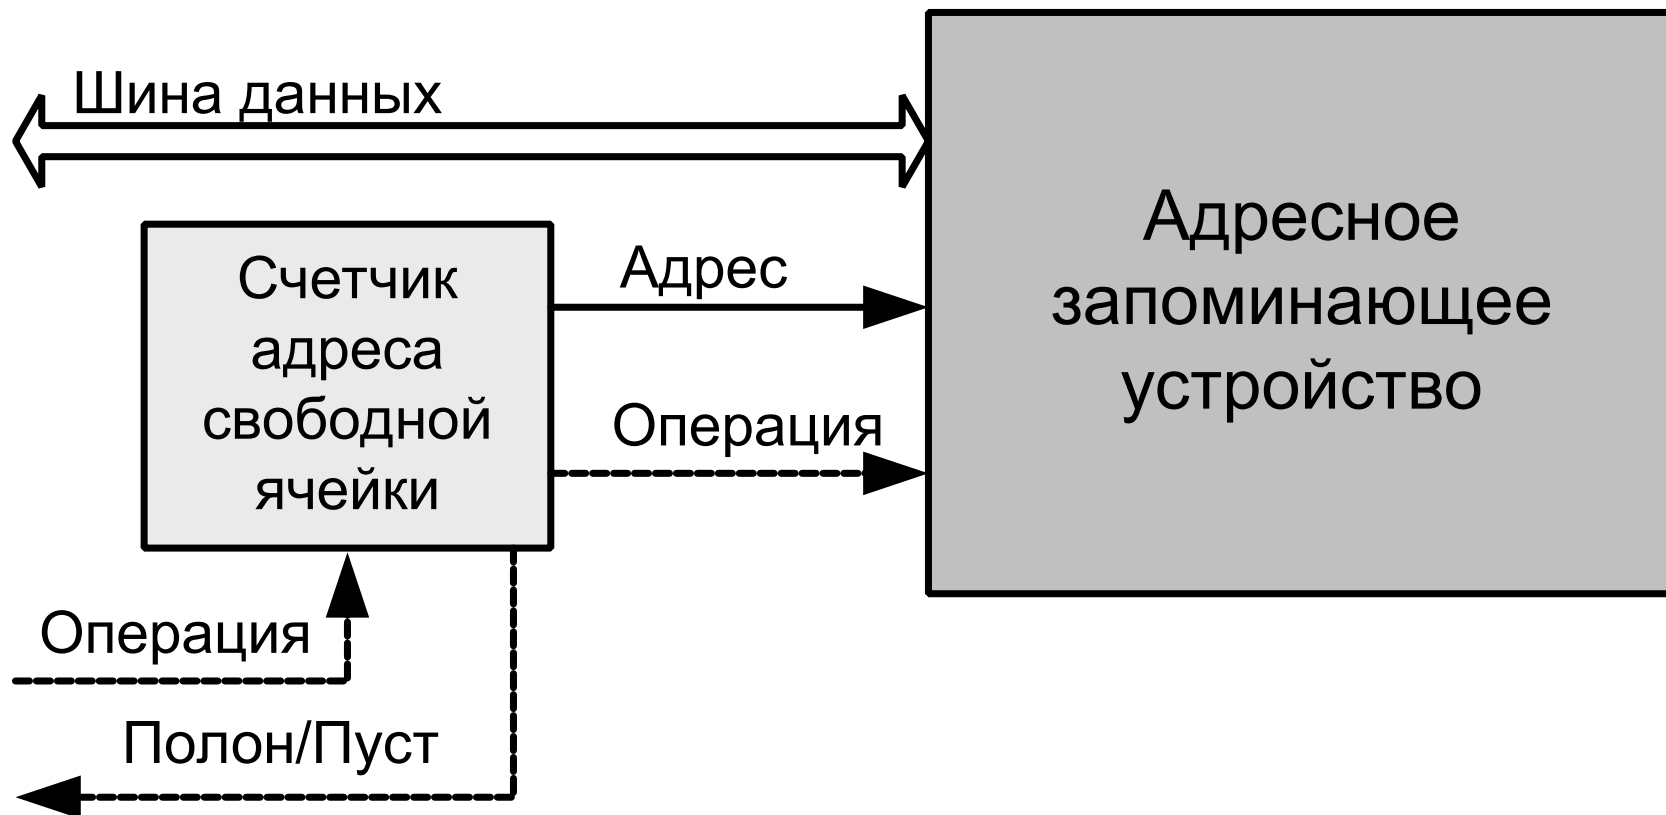 Шина данных
Адресное
запоминающее
устройство
Счетчик
адреса
свободной
ячейки
Адрес
Операция
Операция
Полон/Пуст